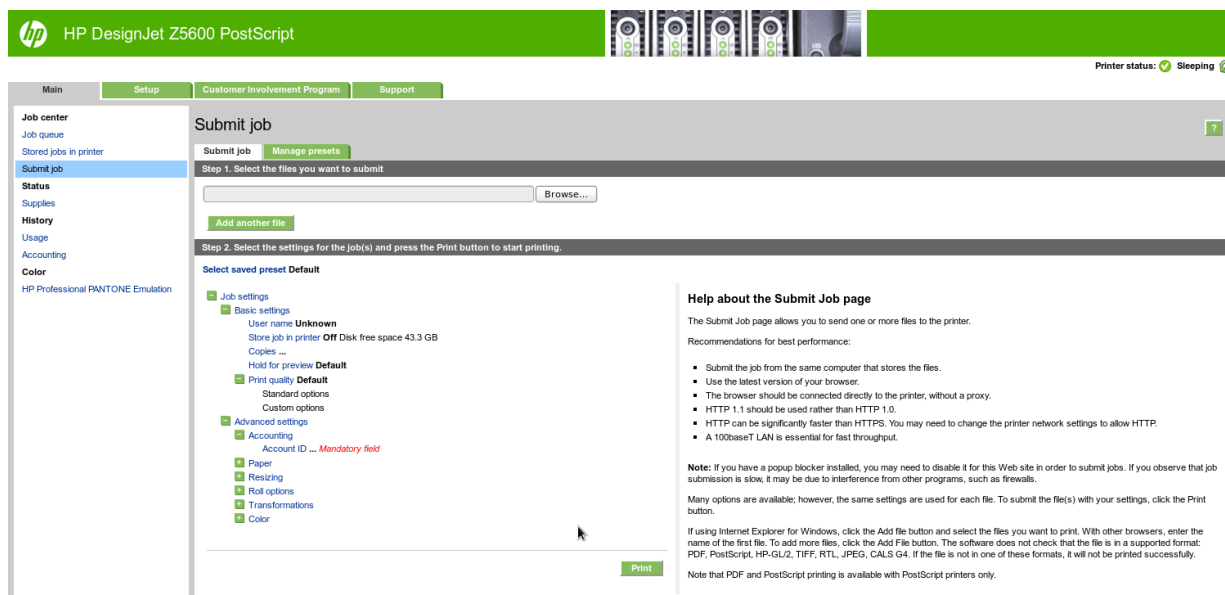 hp HP DesignJet Z5600 PostScript
Printer status: Sleeping
Main Setup Customer Involvement Program Support
Job center
Job queue
Stored jobs in printer
Submit job
Status
Supplies
History
Usage
Accounting
Color
HP Professional PANTONE Emulation
Submit job
?
Submit job Manage presets
Step 1. Select the files you want to submit
Browse...
Add another file
Step 2. Select the settings for the job(s) and press the Print button to start printing.
Select saved preset Default
Job settings
Basic settings
User name Unknown
Store job in printer Off Disk free space 43.3 GB
Copies ...
Hold for preview Default
Print quality Default
Standard options
Custom options
Advanced settings
Accounting
Account ID ... Mandatory field
Paper
Resizing
Roll options
Transformations
Color
Print
Help about the Submit Job page
The Submit Job page allows you to send one or more files to the printer.
Recommendations for best performance:
Submit the job from the same computer that stores the files.
Use the latest version of your browser.
The browser should be connected directly to the printer, without a proxy.
HTTP 1.1 should be used rather than HTTP 1.0.
HTTP can be significantly faster than HTTPS. You may need to change the printer network settings to allow HTTP.
A 100baseT LAN is essential for fast throughput.
Note: If you have a popup blocker installed, you may need to disable it for this Web site in order to submit jobs. If you observe that job
submission is slow, it may be due to interference from other programs, such as firewalls.
Many options are available; however, the same settings are used for each file. To submit the file(s) with your settings, click the Print
button.
If using Internet Explorer for Windows, click the Add file button and select the files you want to print. With other browsers, enter the
name of the first file. To add more files, click the Add File button. The software does not check that the file is in a supported format:
PDF, PostScript, HP-GL/2, TIFF, RTL, JPEG, CALS G4. If the file is not in one of these formats, it will not be printed successfully.
Note that PDF and PostScript printing is available with PostScript printers only.